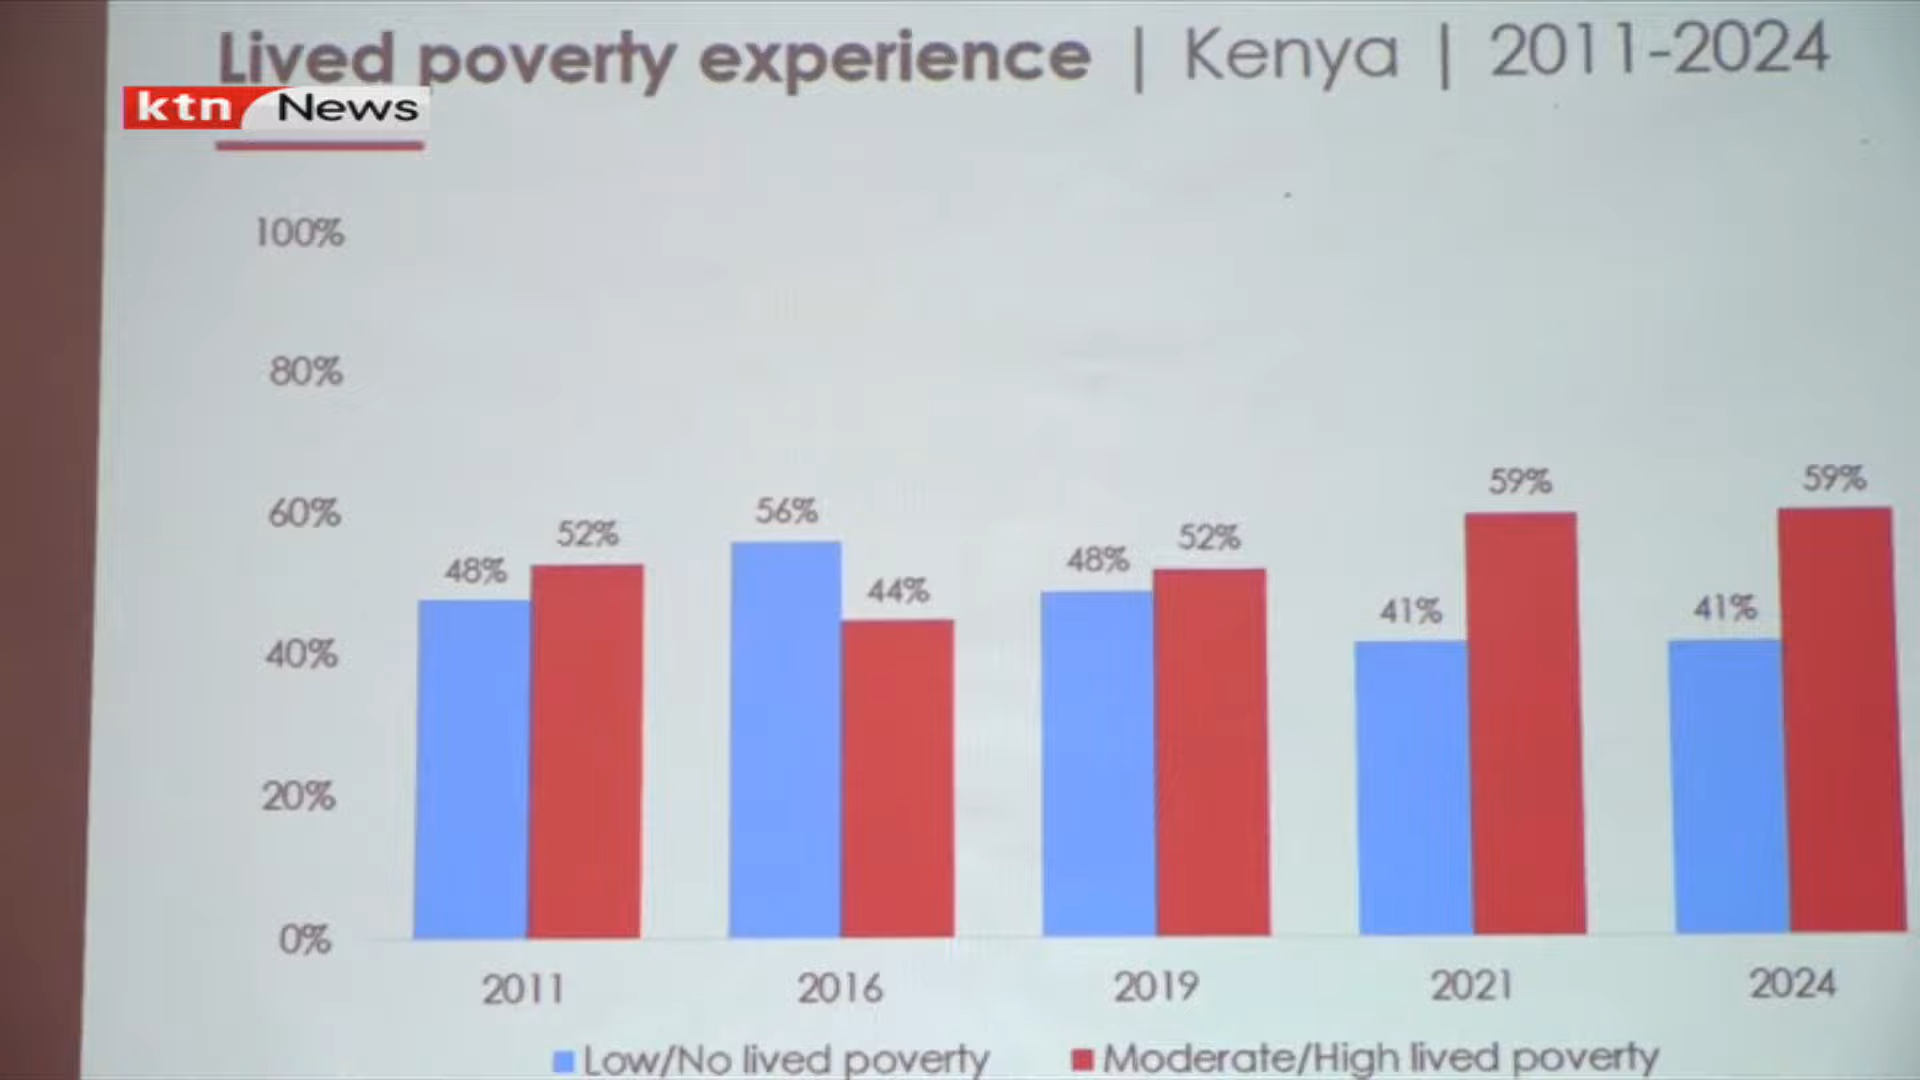 Lived poverty experience | Kenya | 2011-2024
ktn News
100%
80%
60%
40%
20%
0%
48% 52%
56% 44%
48% 52%
41% 59%
41% 59%
2011 2016 2019 2021 2024
Low/No lived poverty Moderate/High lived poverty